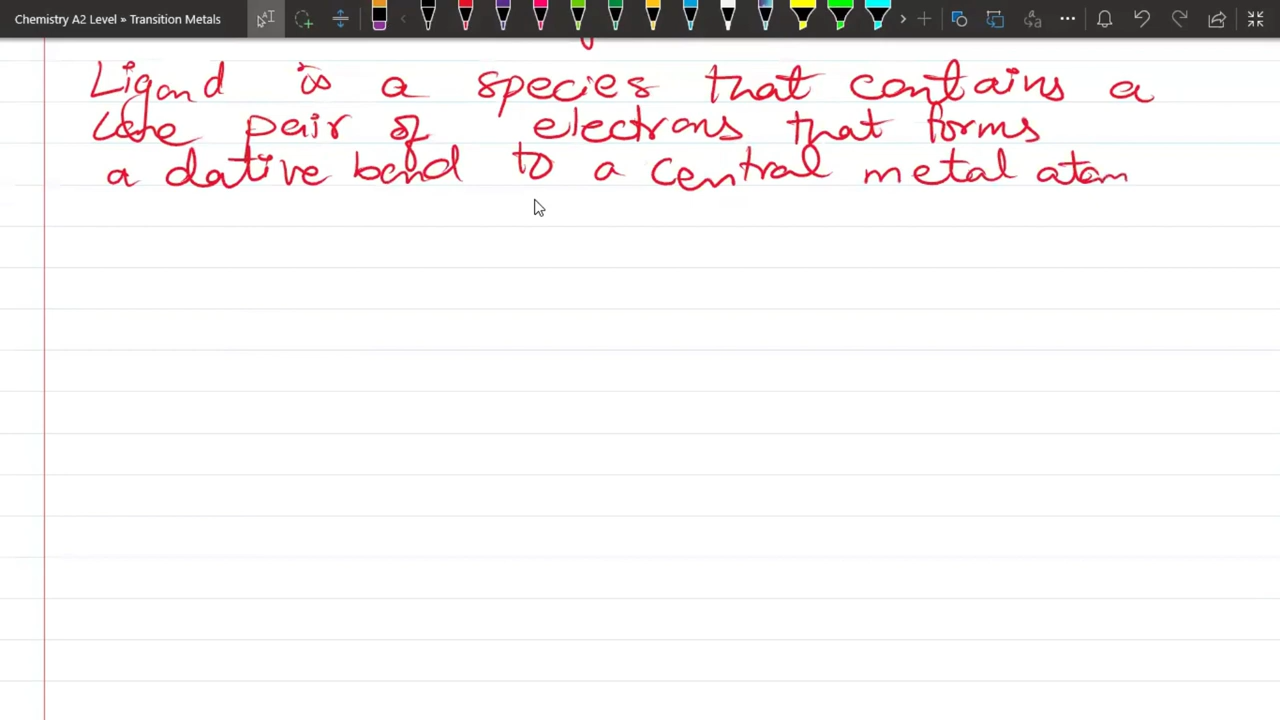 Chemistry A2 Level » Transition Metals
Ligand is a species that contains a
lone pair of electrons that forms
a dative bond to a central metal atom